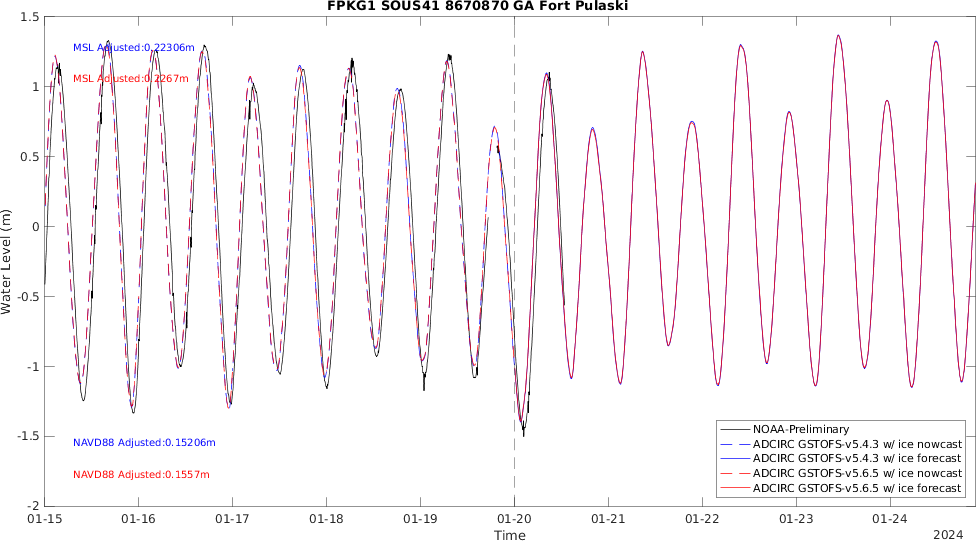 FPKG1 SOUS41 8670870 GA Fort Pulaski
1.5
1
0.5
0
-0.5
-1
-1.5
-2
Water Level (m)
MSL Adjusted:0.22306m
MSL Adjusted:0.2267m
NAVD88 Adjusted:0.15206m
NAVD88 Adjusted:0.1557m
NOAA-Preliminary
ADCIRC GSTOFS-v5.4.3 w/ ice nowcast
ADCIRC GSTOFS-v5.4.3 w/ ice forecast
ADCIRC GSTOFS-v5.6.5 w/ ice nowcast
ADCIRC GSTOFS-v5.6.5 w/ ice forecast
01-15 01-16 01-17 01-18 01-19 01-20 01-21 01-22 01-23 01-24
Time
2024